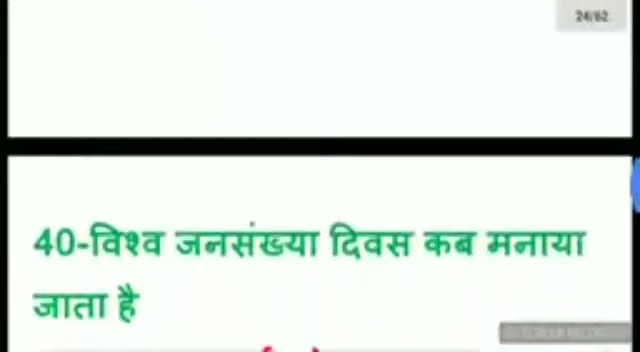 24/62
40-विश्व जनसंख्या दिवस कब मनाया
जाता है